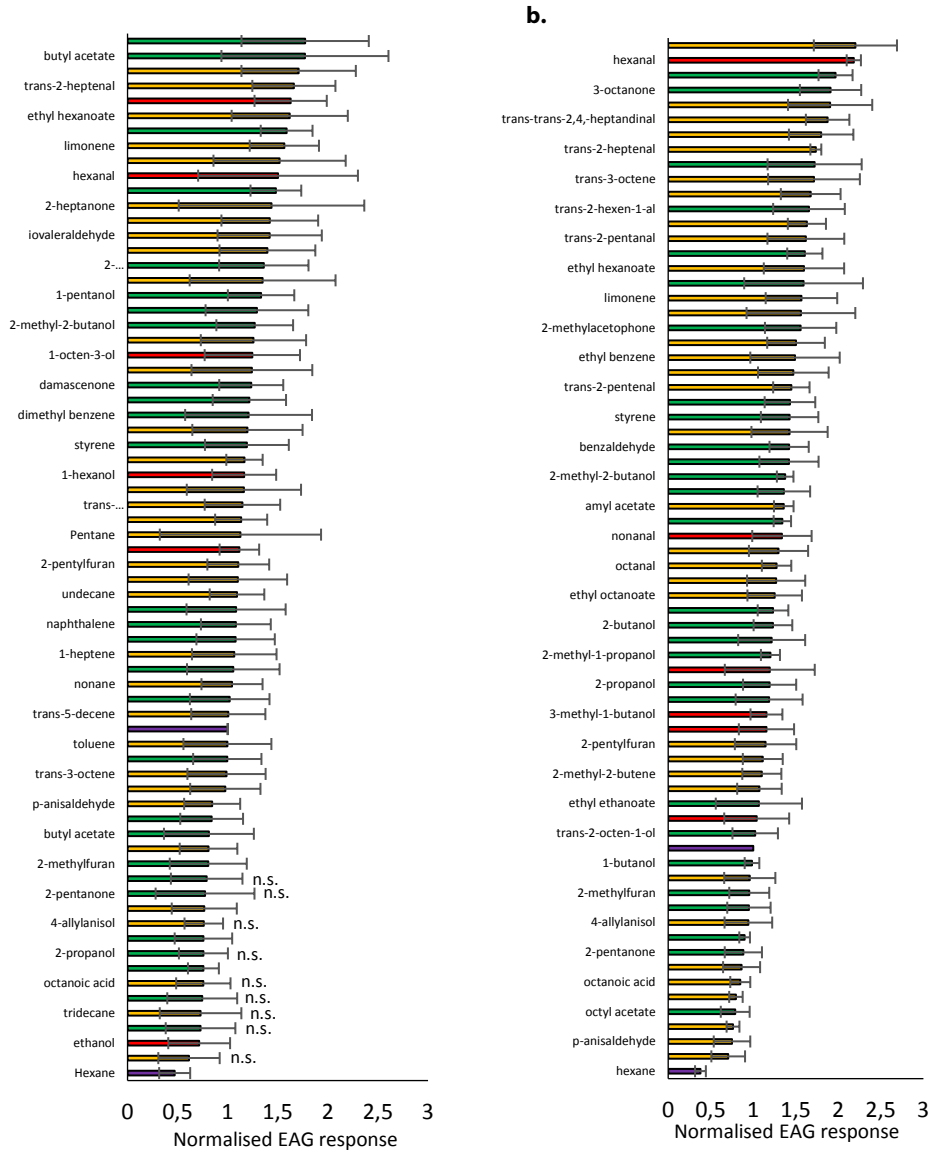 butyl acetate
trans-2-heptenal
ethyl hexanoate
limonene
hexanal
2-heptanone
iovaleraldehyde
2-...
1-pentanol
2-methyl-2-butanol
1-octen-3-ol
damascenone
dimethyl benzene
styrene
1-hexanol
trans-...
Pentane
2-pentylfuran
undecane
naphthalene
1-heptene
nonane
trans-5-decene
toluene
trans-3-octene
p-anisaldehyde
butyl acetate
2-methylfuran
n.s.
2-pentanone n.s.
4-allylanisol n.s.
2-propanol n.s.
octanoic acid n.s.
n.s.
tridecane n.s.
n.s.
ethanol
n.s.
Hexane
0 0,5 1 1,5 2 2,5 3
Normalised EAG response
b.
hexanal
3-octanone
trans-trans-2,4,-heptandinal
trans-2-heptenal
trans-3-octene
trans-2-hexen-1-al
trans-2-pentanal
ethyl hexanoate
limonene
2-methylacetophone
ethyl benzene
trans-2-pentenal
styrene
benzaldehyde
2-methyl-2-butanol
amyl acetate
nonanal
octanal
ethyl octanoate
2-butanol
2-methyl-1-propanol
2-propanol
3-methyl-1-butanol
2-pentylfuran
2-methyl-2-butene
ethyl ethanoate
trans-2-octen-1-ol
1-butanol
2-methylfuran
4-allylanisol
2-pentanone
octanoic acid
octyl acetate
p-anisaldehyde
hexane
0 0,5 1 1,5 2 2,5 3
Normalised EAG response